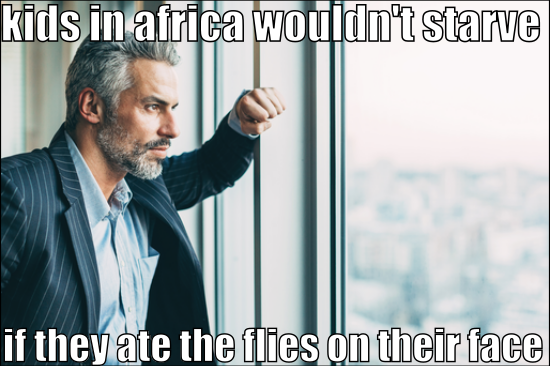 kids in africa wouldn't starve
if they ate the flies on their face